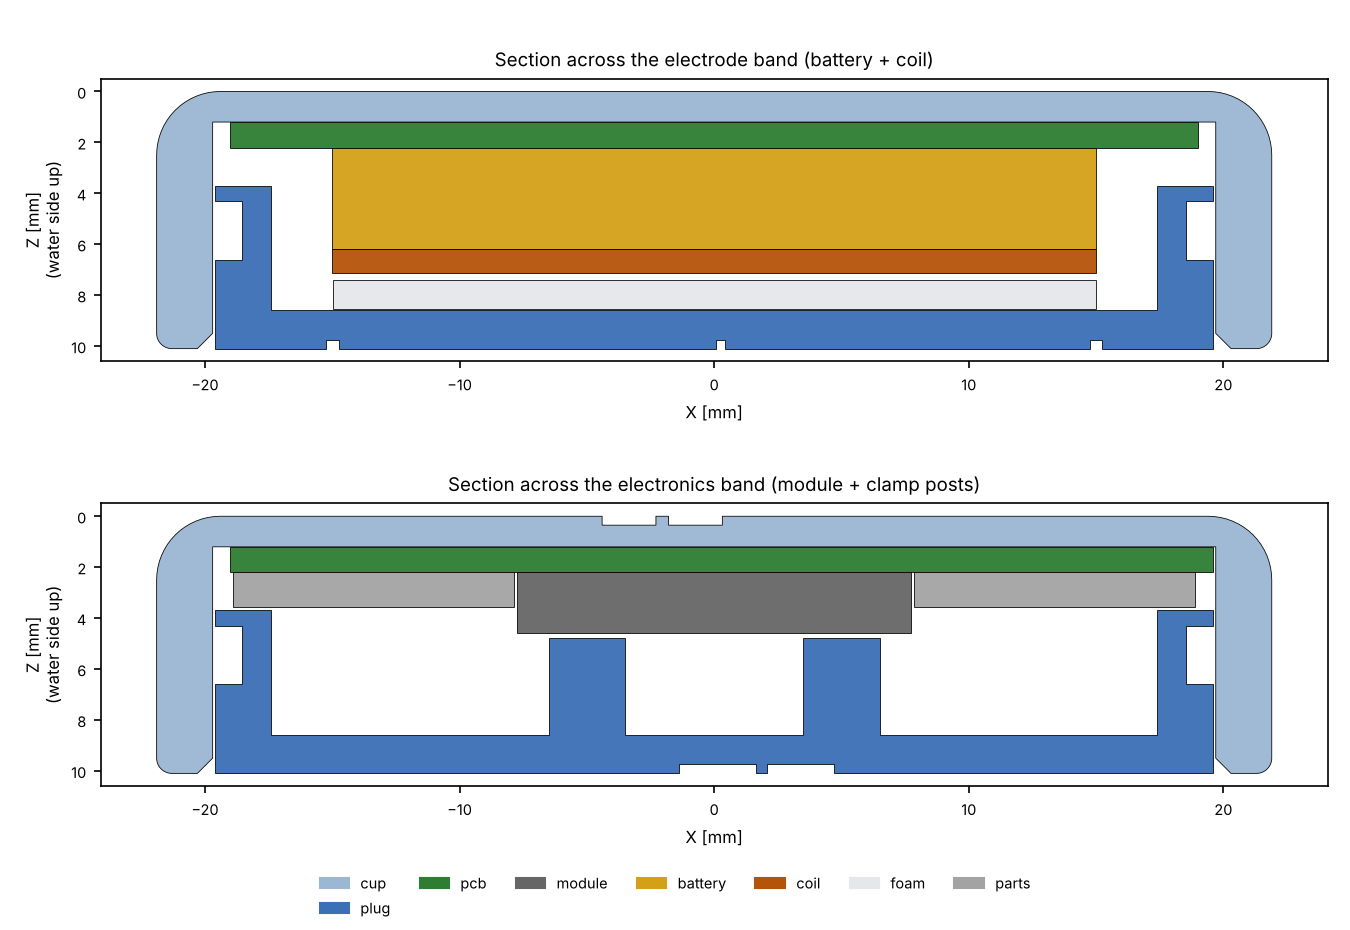 Section across the electrode band (battery + coil)
0
2
4
6
8
10
Z [mm]
(water side up)
−20
−10
0
10
20
X [mm]
Section across the electronics band (module + clamp posts)
0
2
4
6
8
10
Z [mm]
(water side up)
−20
−10
0
10
20
X [mm]
cup pcb module battery coil foam parts
plug